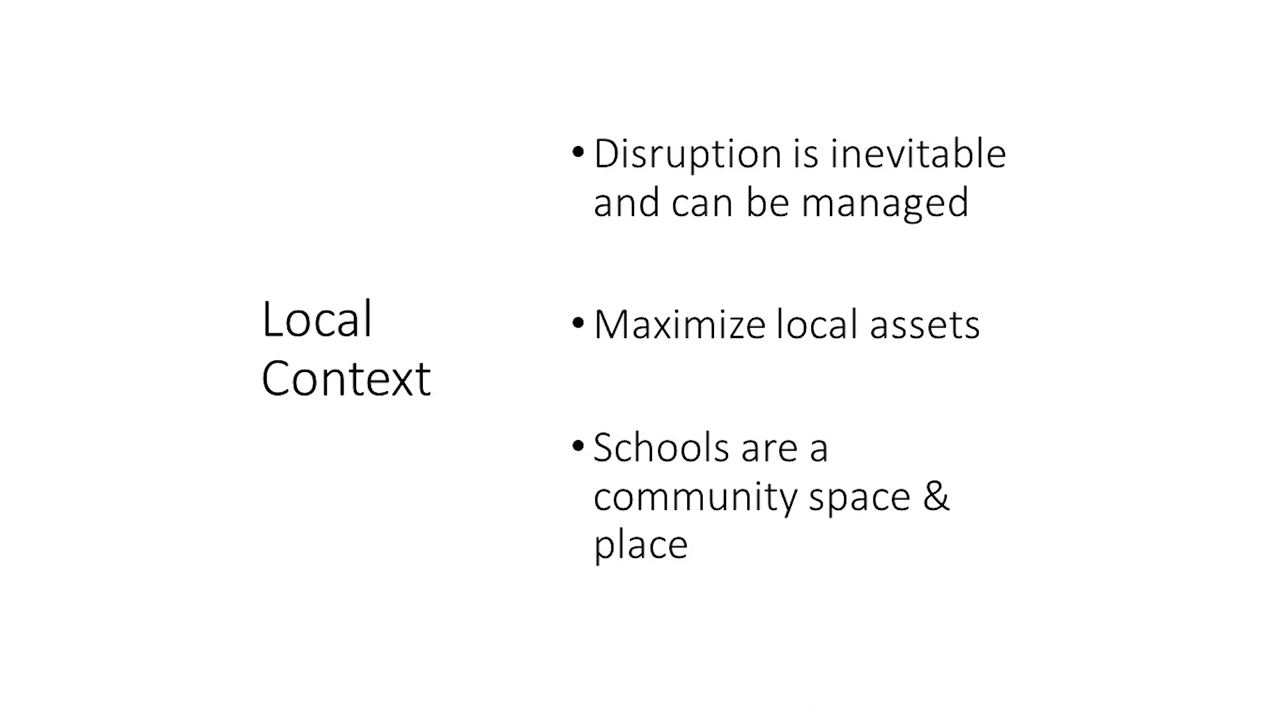 Local
Context
• Disruption is inevitable
and can be managed
• Maximize local assets
• Schools are a
community space &
place